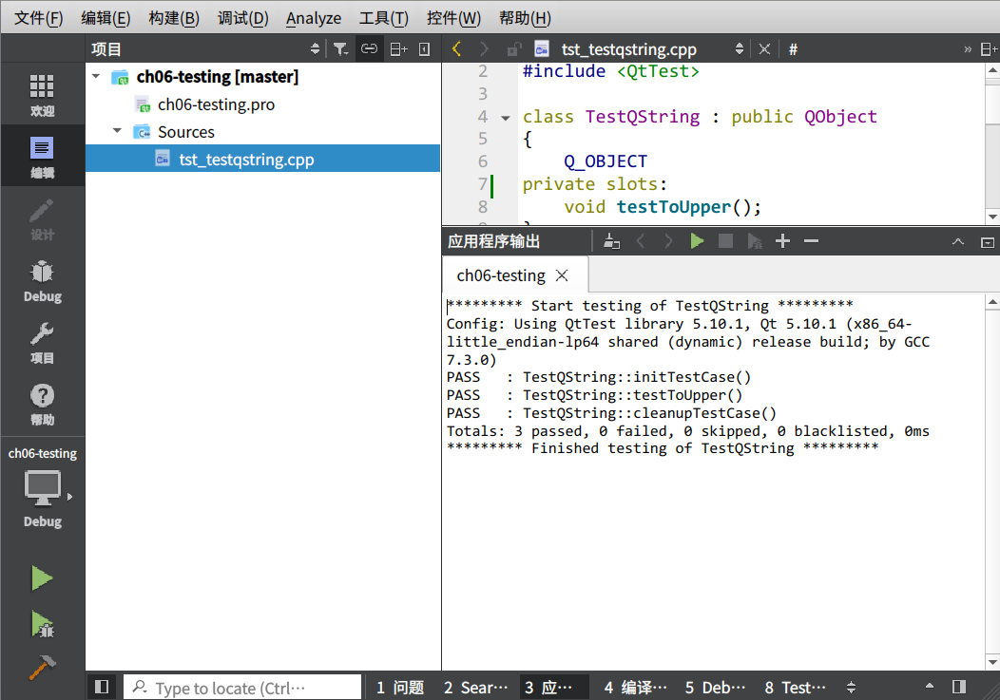 文件(F) 编辑(E) 构建(B) 调试(D) Analyze 工具(T) 控件(W) 帮助(H)
项目
tst_testqstring.cpp
#
»
欢迎
编辑
设计
Debug
项目
帮助
ch06-testing
Debug
ch06-testing [master]
ch06-testing.pro
Sources
tst_testqstring.cpp
2 #include <QtTest>
3
4 class TestQString : public QObject
5 {
6 Q_OBJECT
7 private slots:
8 void testToUpper();
应用程序输出
ch06-testing
********* Start testing of TestQString *********
Config: Using QtTest library 5.10.1, Qt 5.10.1 (x86_64-
little_endian-lp64 shared (dynamic) release build; by GCC
7.3.0)
PASS   : TestQString::initTestCase()
PASS   : TestQString::testToUpper()
PASS   : TestQString::cleanupTestCase()
Totals: 3 passed, 0 failed, 0 skipped, 0 blacklisted, 0ms
********* Finished testing of TestQString *********
Type to locate (Ctrl⋯
1 问题 2 Sear⋯ 3 应⋯ 4 编译⋯ 5 Deb⋯ 8 Test⋯